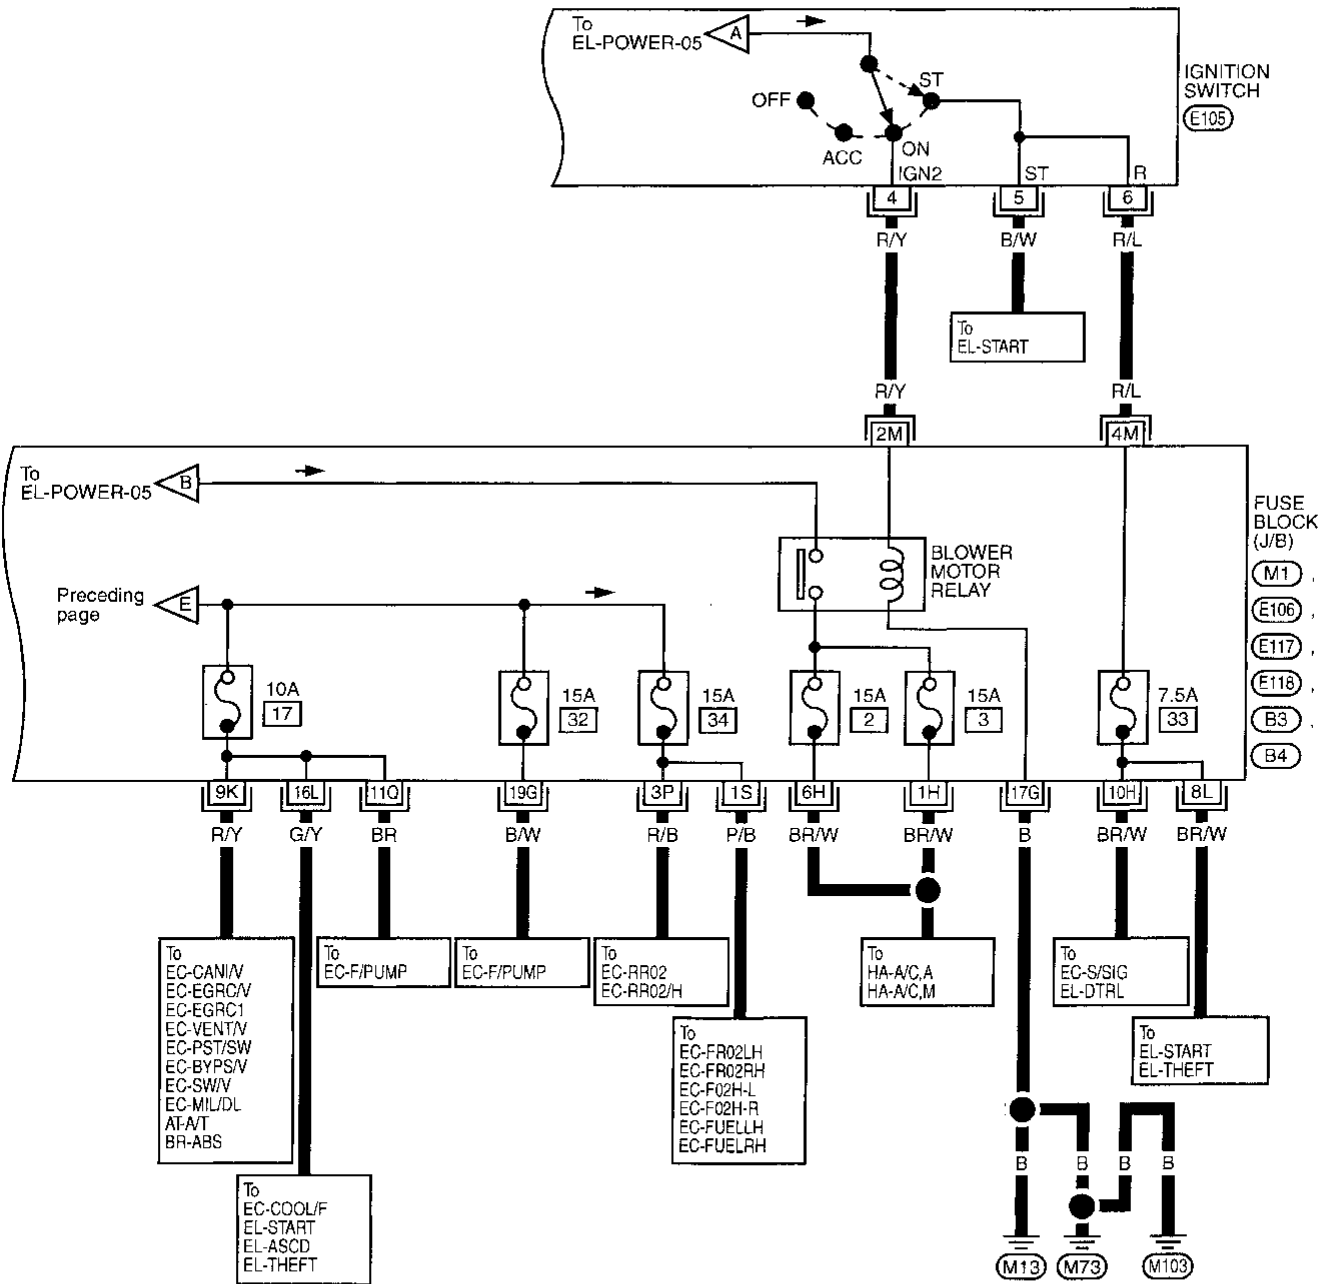 To
EL-POWER-05
A
IGNITION
SWITCH
E105
OFF
ST
ACC
ON
IGN2
ST
R
4
5
6
R/Y
B/W
R/L
To
EL-START
R/Y
R/L
2M
4M
To
EL-POWER-05
B
Preceding
page
E
BLOWER
MOTOR
RELAY
FUSE
BLOCK
(J/B)
M1 ,
E106 ,
E117 ,
E118 ,
B3 ,
B4
10A
17
15A
32
15A
34
15A
2
15A
3
7.5A
33
9K
16L
11Q
19G
3P
1S
6H
1H
17G
10H
8L
R/Y
G/Y
BR
B/W
R/B
P/B
BR/W
BR/W
B
BR/W
BR/W
To
EC-CANI/V
EC-EGRC/V
EC-EGRC1
EC-VENT/V
EC-PST/SW
EC-BYPS/V
EC-SW/V
EC-MIL/DL
AT-A/T
BR-ABS
To
EC-F/PUMP
To
EC-F/PUMP
To
EC-RR02
EC-RR02/H
To
HA-A/C,A
HA-A/C,M
To
EC-S/SIG
EL-DTRL
To
EC-FR02LH
EC-FR02RH
EC-F02H-L
EC-F02H-R
EC-FUELLH
EC-FUELRH
To
EL-START
EL-THEFT
To
EC-COOL/F
EL-START
EL-ASCD
EL-THEFT
B
B
B
B
M13
M73
M103